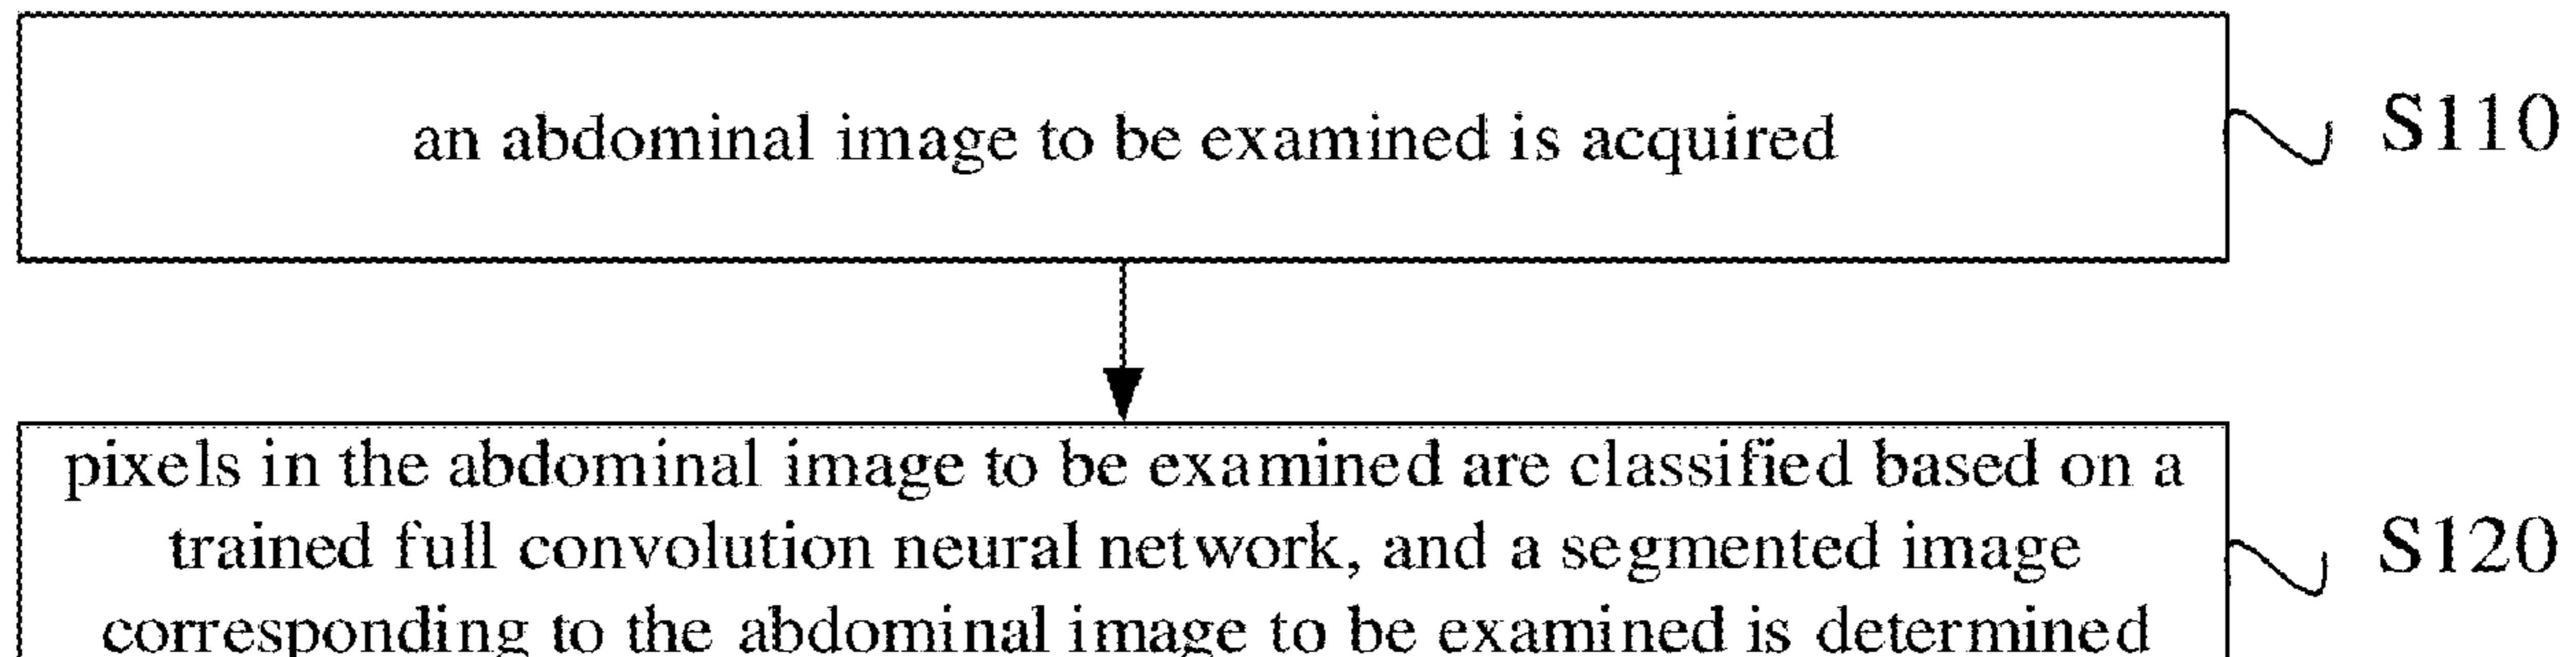 an abdominal image to be examined is acquired
S110
pixels in the abdominal image to be examined are classified based on a
trained full convolution neural network, and a segmented image
S120
corresponding to the abdominal image to be examined is determined